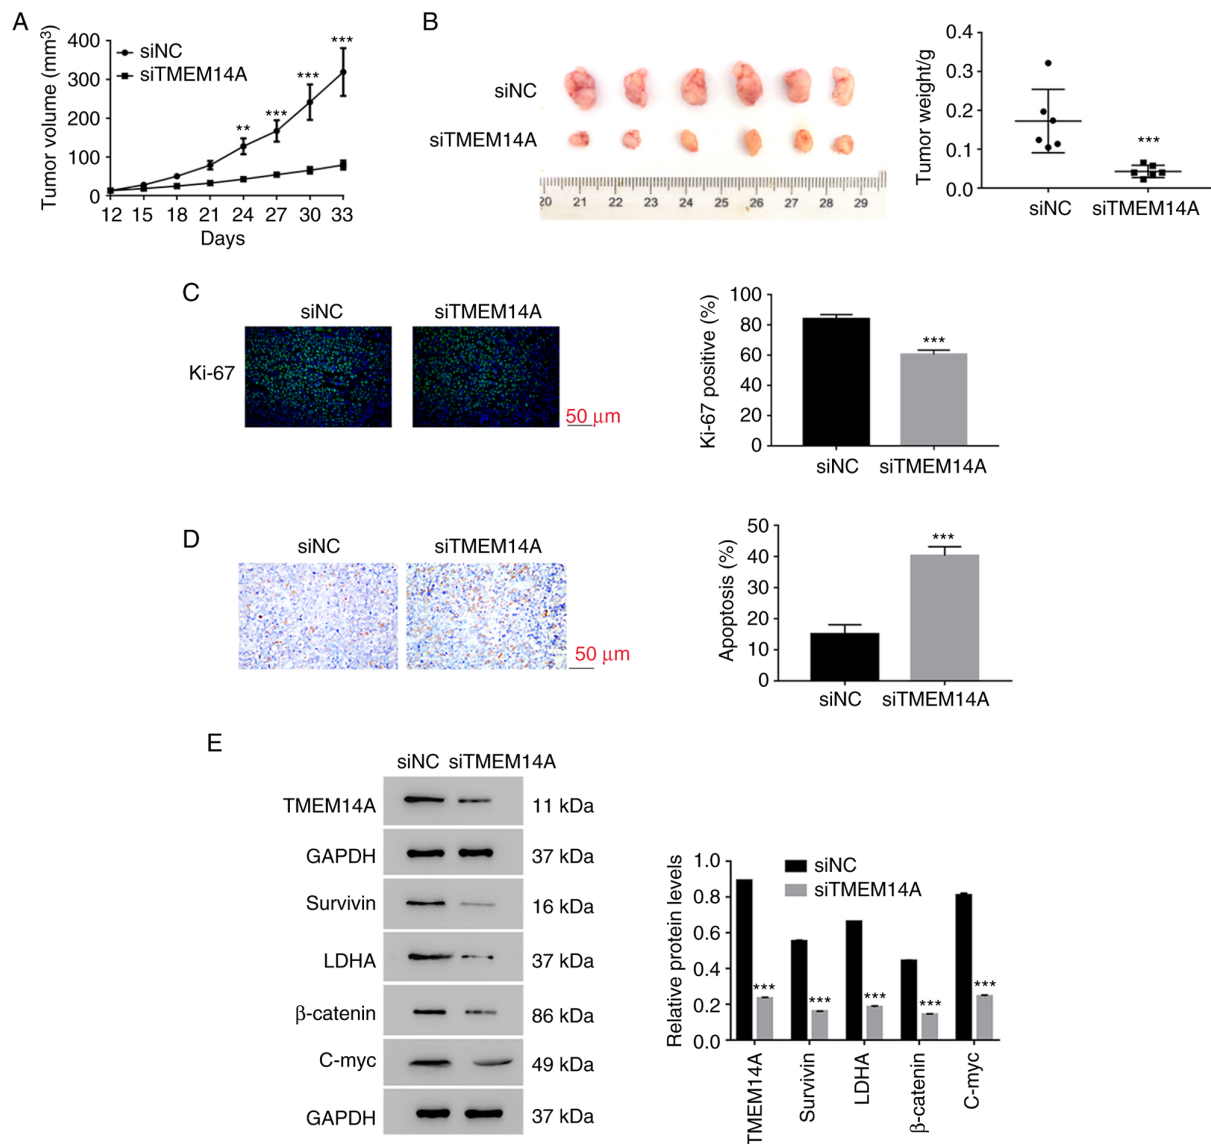 A
Tumor volume (mm³)
400
300
200
100
0
siNC
siTMEM14A
***
***
***
**
12 15 18 21 24 27 30 33
Days
B
siNC
siTMEM14A
20 21 22 23 24 25 26 27 28 29
Tumor weight/g
0.4
0.3
0.2
0.1
0.0
***
siNC siTMEM14A
C
siNC siTMEM14A
Ki-67
50 µm
Ki-67 positive (%)
100
80
60
40
20
0
***
siNC siTMEM14A
D
siNC siTMEM14A
50 µm
Apoptosis (%)
50
40
30
20
10
0
***
siNC siTMEM14A
E
siNC siTMEM14A
TMEM14A 11 kDa
GAPDH 37 kDa
Survivin 16 kDa
LDHA 37 kDa
β-catenin 86 kDa
C-myc 49 kDa
GAPDH 37 kDa
Relative protein levels
1.0
0.8
0.6
0.4
0.2
0.0
siNC
siTMEM14A
*** *** *** *** ***
TMEM14A
Survivin
LDHA
β-catenin
C-myc